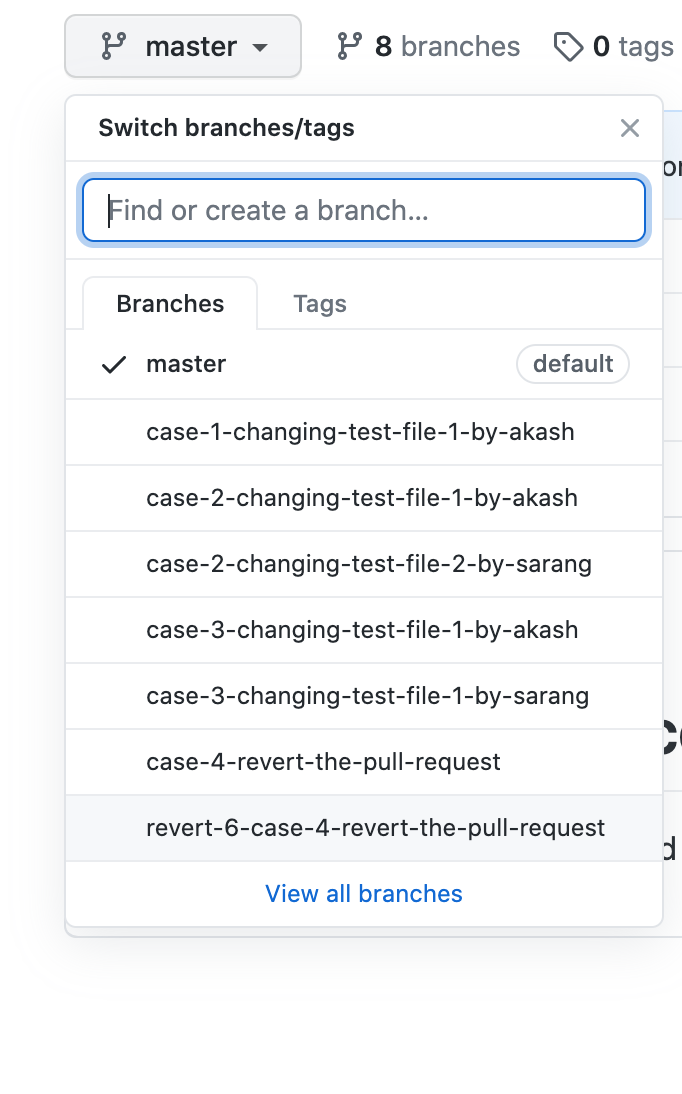 master 8 branches 0 tags
Switch branches/tags
Find or create a branch...
Branches Tags
master default
case-1-changing-test-file-1-by-akash
case-2-changing-test-file-1-by-akash
case-2-changing-test-file-2-by-sarang
case-3-changing-test-file-1-by-akash
case-3-changing-test-file-1-by-sarang
case-4-revert-the-pull-request
revert-6-case-4-revert-the-pull-request
View all branches